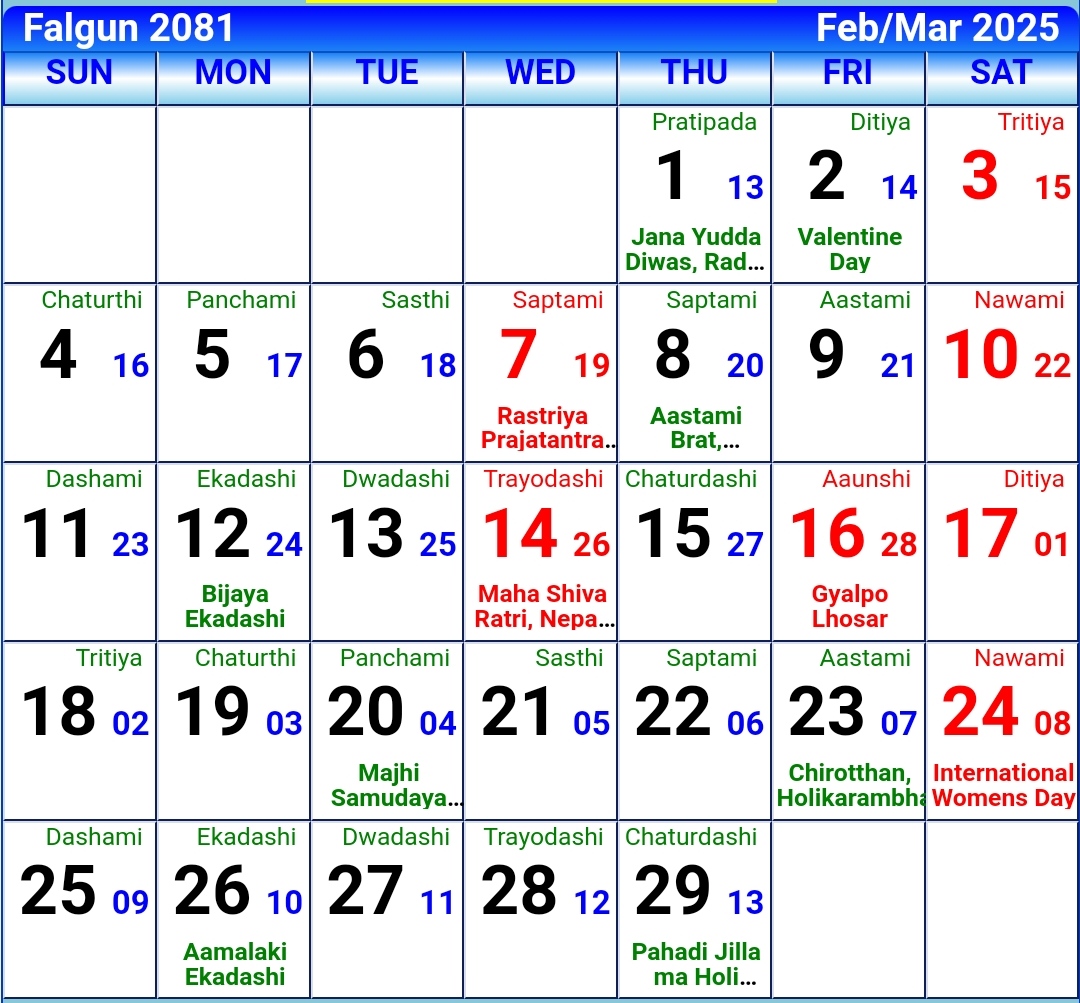 Falgun 2081 Feb/Mar 2025
SUN MON TUE WED THU FRI SAT
Pratipada Ditiya Tritiya
1 13 2 14 3 15
Jana Yudda Valentine
Diwas, Rad... Day
Chaturthi Panchami Sasthi Saptami Saptami Aastami Nawami
4 16 5 17 6 18 7 19 8 20 9 21 10 22
Rastriya Aastami
Prajatantra... Brat,...
Dashami Ekadashi Dwadashi Trayodashi Chaturdashi Aaunshi Ditiya
11 23 12 24 13 25 14 26 15 27 16 28 17 01
Bijaya Maha Shiva Gyalpo
Ekadashi Ratri, Nepa... Lhosar
Tritiya Chaturthi Panchami Sasthi Saptami Aastami Nawami
18 02 19 03 20 04 21 05 22 06 23 07 24 08
Majhi Chirotthan, International
Samudaya... Holikarambha Womens Day
Dashami Ekadashi Dwadashi Trayodashi Chaturdashi
25 09 26 10 27 11 28 12 29 13
Aamalaki Pahadi Jilla
Ekadashi ma Holi...